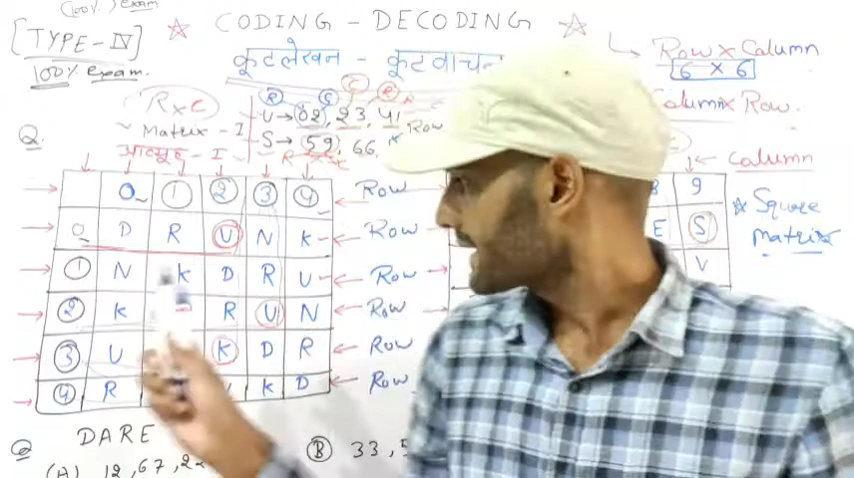 (100%) exam
[TYPE-IV] ☆ CODING - DECODING ☆
100% exam.
कूटलेखन - कूटवाचन
Row x Column
6 x 6
Column x Row.
R x C
Matrix - I
आव्यूह - I
R C C R
U → 02, 23, 41 Row
S → 59, 66,
Q.
column
0 1 2 3 4 Row
0 D R U N K Row
1 N K D R U Row
2 K R U N Row
3 U K D R Row
4 R K D Row
8 9
E S
V
☆ Square
matrix
Q DARE
(A) 12, 67, 22
(B) 33, 5